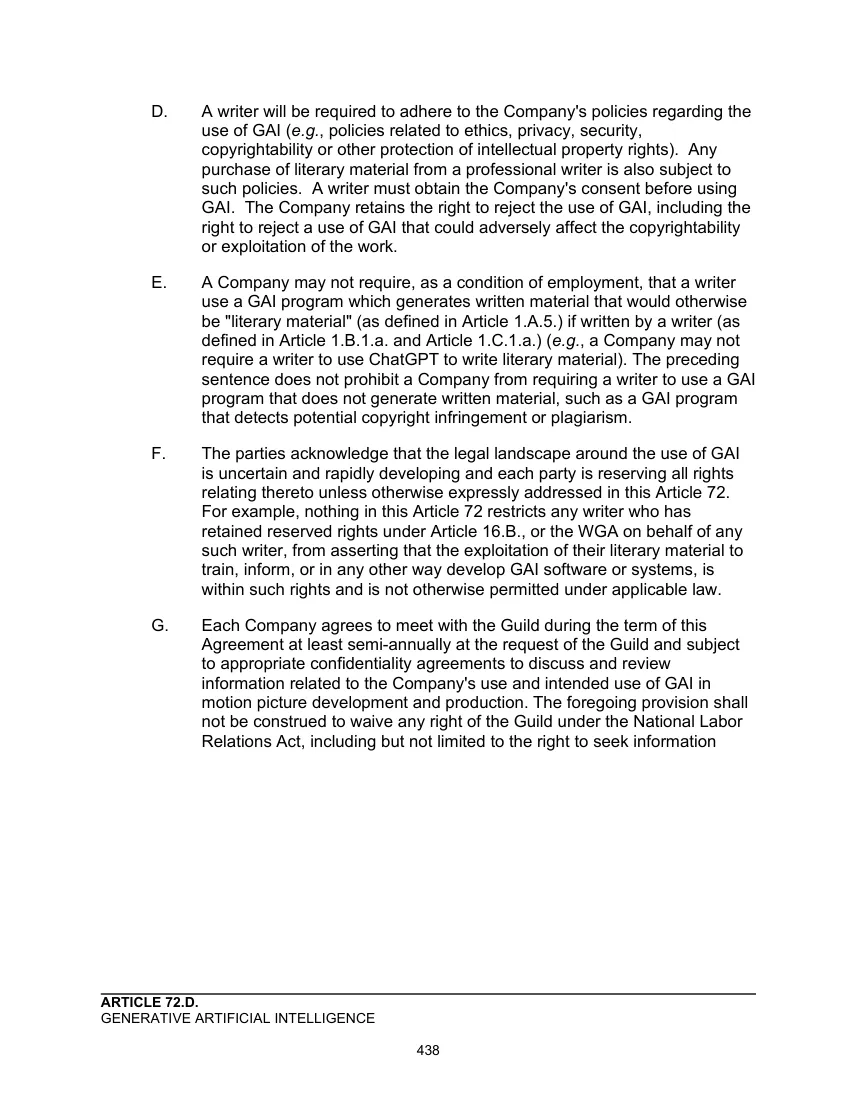 D. A writer will be required to adhere to the Company's policies regarding the
use of GAI (e.g., policies related to ethics, privacy, security,
copyrightability or other protection of intellectual property rights).  Any
purchase of literary material from a professional writer is also subject to
such policies.  A writer must obtain the Company's consent before using
GAI.  The Company retains the right to reject the use of GAI, including the
right to reject a use of GAI that could adversely affect the copyrightability
or exploitation of the work.
E. A Company may not require, as a condition of employment, that a writer
use a GAI program which generates written material that would otherwise
be "literary material" (as defined in Article 1.A.5.) if written by a writer (as
defined in Article 1.B.1.a. and Article 1.C.1.a.) (e.g., a Company may not
require a writer to use ChatGPT to write literary material). The preceding
sentence does not prohibit a Company from requiring a writer to use a GAI
program that does not generate written material, such as a GAI program
that detects potential copyright infringement or plagiarism.
F. The parties acknowledge that the legal landscape around the use of GAI
is uncertain and rapidly developing and each party is reserving all rights
relating thereto unless otherwise expressly addressed in this Article 72.
For example, nothing in this Article 72 restricts any writer who has
retained reserved rights under Article 16.B., or the WGA on behalf of any
such writer, from asserting that the exploitation of their literary material to
train, inform, or in any other way develop GAI software or systems, is
within such rights and is not otherwise permitted under applicable law.
G. Each Company agrees to meet with the Guild during the term of this
Agreement at least semi-annually at the request of the Guild and subject
to appropriate confidentiality agreements to discuss and review
information related to the Company's use and intended use of GAI in
motion picture development and production. The foregoing provision shall
not be construed to waive any right of the Guild under the National Labor
Relations Act, including but not limited to the right to seek information
ARTICLE 72.D.
GENERATIVE ARTIFICIAL INTELLIGENCE
438